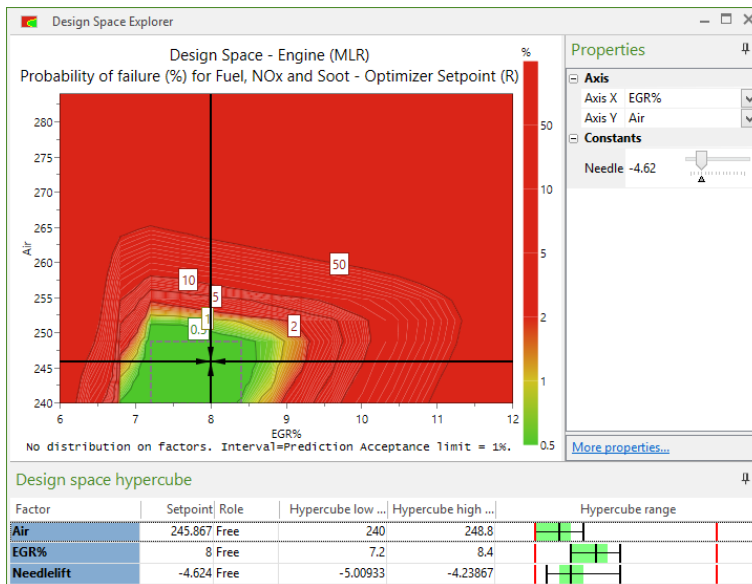 Design Space Explorer
Design Space - Engine (MLR)
Probability of failure (%) for Fuel, NOx and Soot - Optimizer Setpoint (R)
%
280
275
270
265
260
255
250
245
240
Air
50
10
5
1
0.5
2
6
7
8
9
10
11
12
EGR%
50
10
5
2
1
0.5
No distribution on factors. Interval=Prediction Acceptance limit = 1%.
Properties
Axis
Axis X EGR%
Axis Y Air
Constants
Needle -4.62
More properties...
Design space hypercube
Factor Setpoint Role Hypercube low ... Hypercube high ... Hypercube range
Air 245.867 Free 240 248.8
EGR% 8 Free 7.2 8.4
Needlelift -4.624 Free -5.00933 -4.23867